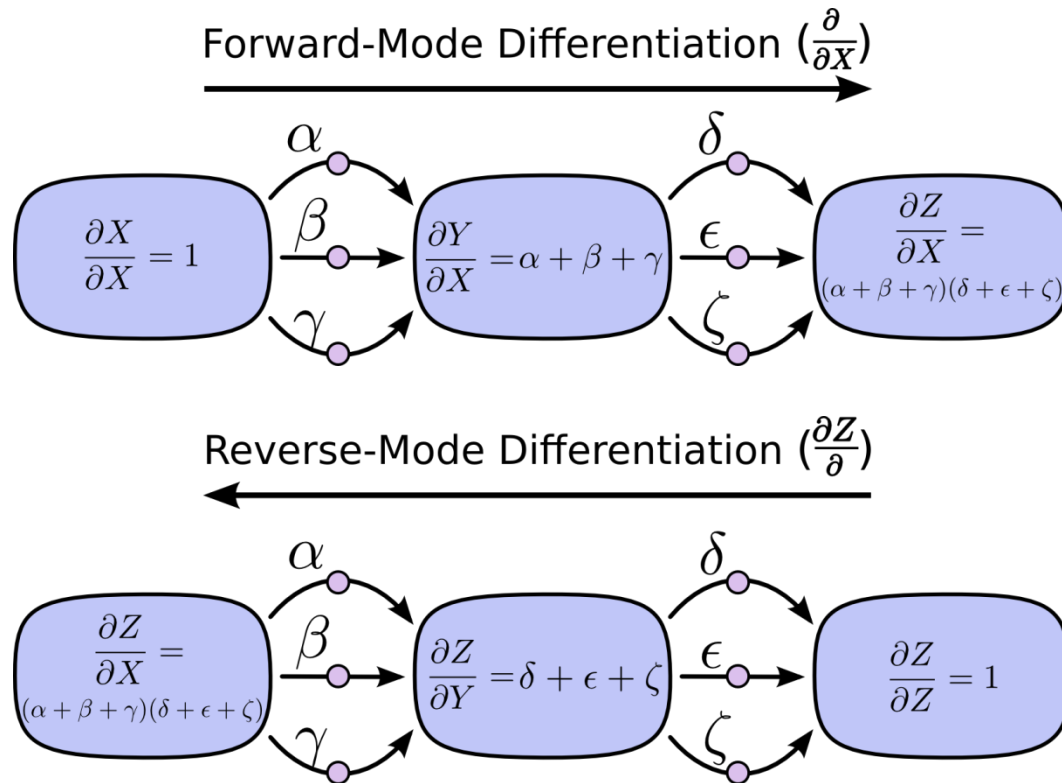 Forward-Mode Differentiation (∂/∂X)
α
δ
β
ϵ
γ
ζ
∂X/∂X = 1
∂Y/∂X = α + β + γ
∂Z/∂X =
(α + β + γ)(δ + ϵ + ζ)
Reverse-Mode Differentiation (∂Z/∂)
α
δ
β
ϵ
γ
ζ
∂Z/∂X =
(α + β + γ)(δ + ϵ + ζ)
∂Z/∂Y = δ + ϵ + ζ
∂Z/∂Z = 1